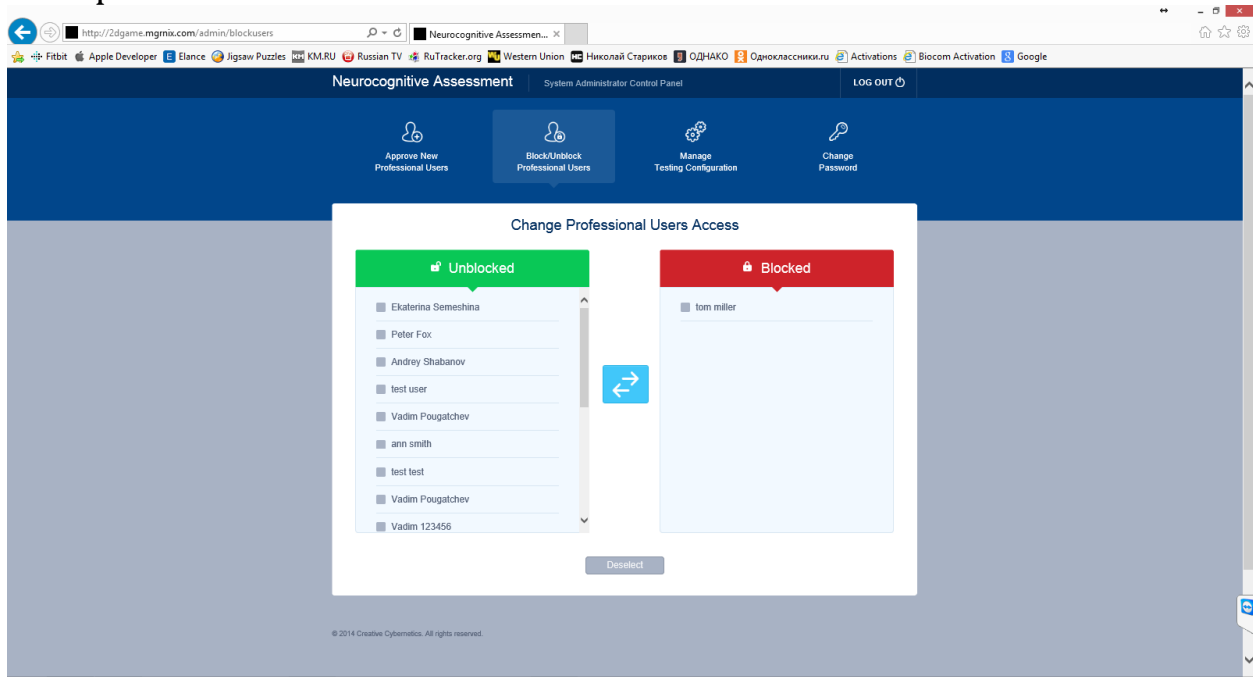 http://2dgame.mgrnix.com/admin/blockusers
Neurocognitive Assessmen...
Fitbit Apple Developer Elance Jigsaw Puzzles KM.RU Russian TV RuTracker.org Western Union Николай Стариков ОДНАКО Одноклассники.ru Activations Biocom Activation Google
Neurocognitive Assessment System Administrator Control Panel LOG OUT
Approve New
Professional Users
Block/Unblock
Professional Users
Manage
Testing Configuration
Change
Password
Change Professional Users Access
Unblocked
Ekaterina Semeshina
Peter Fox
Andrey Shabanov
test user
Vadim Pougatchev
ann smith
test test
Vadim Pougatchev
Vadim 123456
Blocked
tom miller
Deselect
© 2014 Creative Cybernetics. All rights reserved.